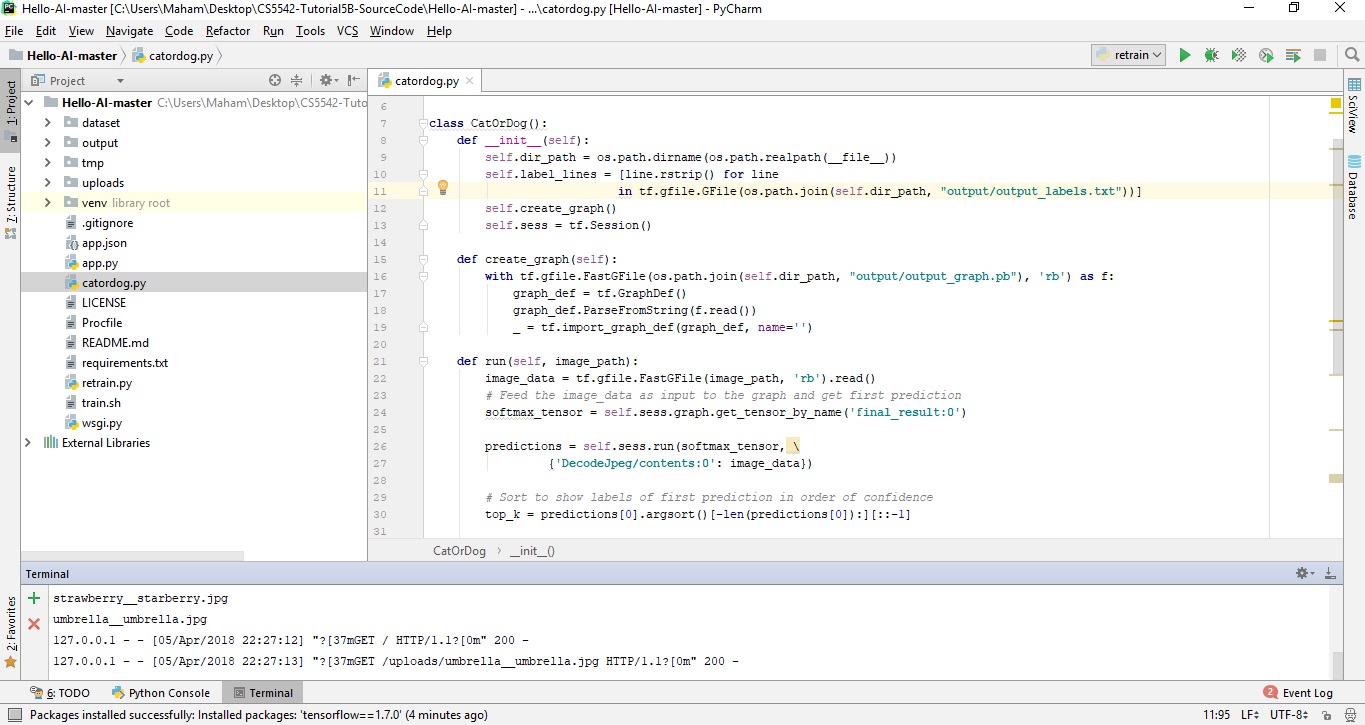 Hello-AI-master [C:\Users\Maham\Desktop\CS5542-Tutorial5B-SourceCode\Hello-AI-master] - ...\catordog.py [Hello-AI-master] - PyCharm
File Edit View Navigate Code Refactor Run Tools VCS Window Help
Hello-AI-master catordog.py retrain
Project catordog.py
1: Project
7: Structure
2: Favorites
SciView
Database
Hello-AI-master C:\Users\Maham\Desktop\CS5542-Tuto
dataset
output
tmp
uploads
venv library root
.gitignore
app.json
app.py
catordog.py
LICENSE
Procfile
README.md
requirements.txt
retrain.py
train.sh
wsgi.py
External Libraries
6
7 class CatOrDog():
8 def __init__(self):
9 self.dir_path = os.path.dirname(os.path.realpath(__file__))
10 self.label_lines = [line.rstrip() for line
11 in tf.gfile.GFile(os.path.join(self.dir_path, "output/output_labels.txt"))]
12 self.create_graph()
13 self.sess = tf.Session()
14
15 def create_graph(self):
16 with tf.gfile.FastGFile(os.path.join(self.dir_path, "output/output_graph.pb"), 'rb') as f:
17 graph_def = tf.GraphDef()
18 graph_def.ParseFromString(f.read())
19 _ = tf.import_graph_def(graph_def, name='')
20
21 def run(self, image_path):
22 image_data = tf.gfile.FastGFile(image_path, 'rb').read()
23 # Feed the image_data as input to the graph and get first prediction
24 softmax_tensor = self.sess.graph.get_tensor_by_name('final_result:0')
25
26 predictions = self.sess.run(softmax_tensor, \
27 {'DecodeJpeg/contents:0': image_data})
28
29 # Sort to show labels of first prediction in order of confidence
30 top_k = predictions[0].argsort()[-len(predictions[0]):][::-1]
31
CatOrDog › __init__()
Terminal
strawberry__starberry.jpg
umbrella__umbrella.jpg
127.0.0.1 - - [05/Apr/2018 22:27:12] "?[37mGET / HTTP/1.1?[0m" 200 -
127.0.0.1 - - [05/Apr/2018 22:27:13] "?[37mGET /uploads/umbrella__umbrella.jpg HTTP/1.1?[0m" 200 -
6: TODO Python Console Terminal 2 Event Log
Packages installed successfully: Installed packages: 'tensorflow==1.7.0' (4 minutes ago) 11:95 LF UTF-8